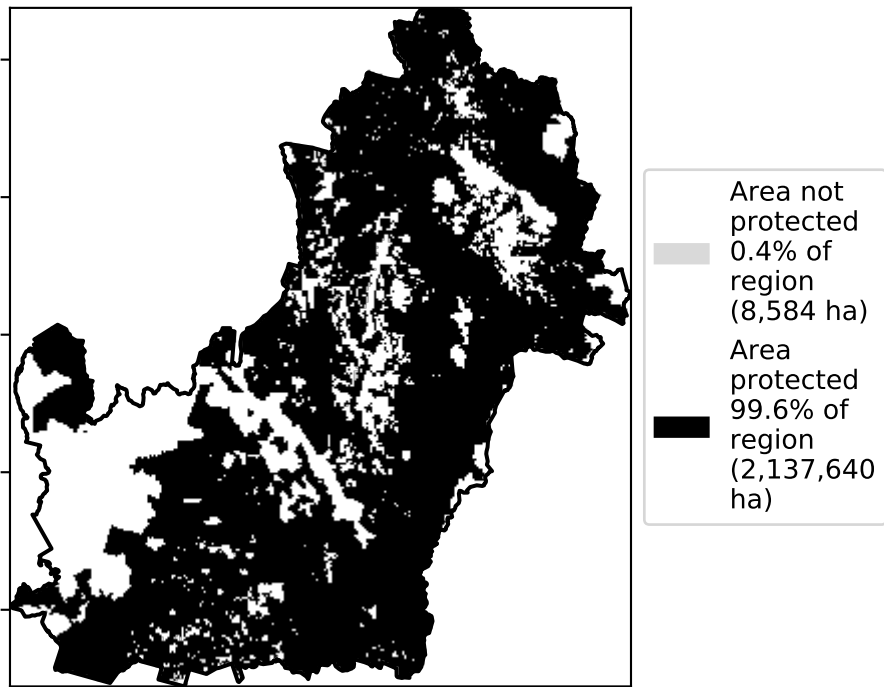 Area not
protected
0.4% of
region
(8,584 ha)
Area
protected
99.6% of
region
(2,137,640
ha)